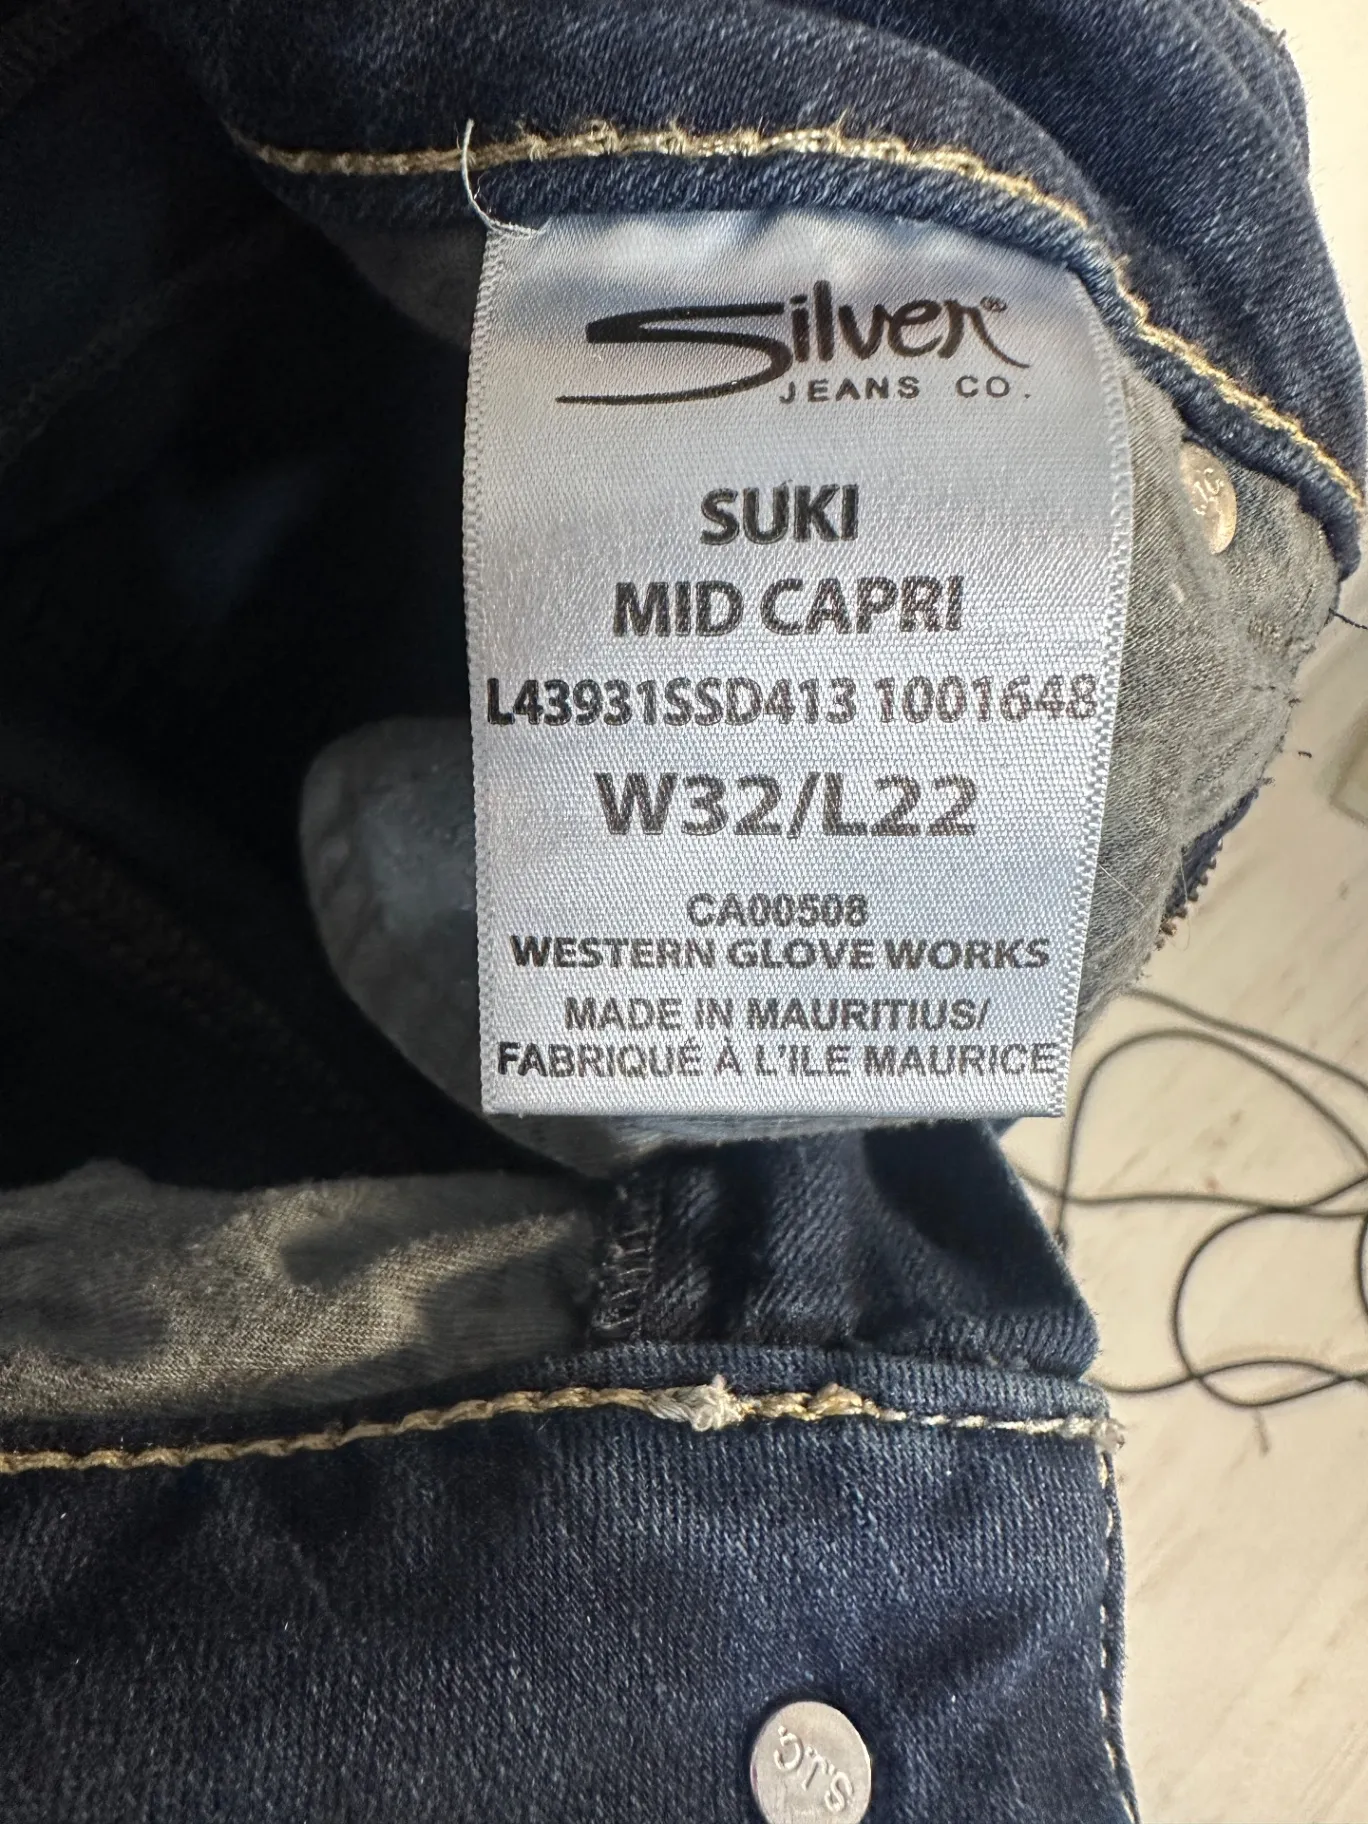 Silver®
JEANS CO.
SUKI
MID CAPRI
L43931SSD413 1001648
W32/L22
CA00508
WESTERN GLOVE WORKS
MADE IN MAURITIUS/
FABRIQUÉ À L'ILE MAURICE
S.J.C.